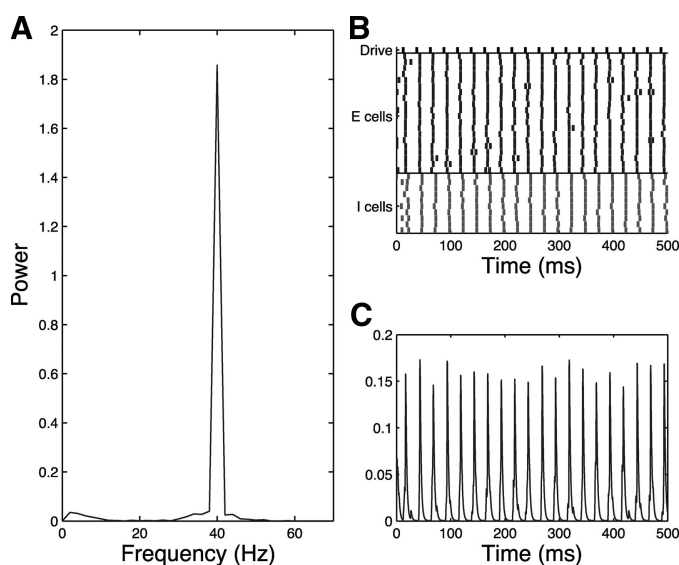 A
2
1.8
1.6
1.4
1.2
1
0.8
0.6
0.4
0.2
0
Power
0 20 40 60
Frequency (Hz)
B
Drive
E cells
I cells
0 100 200 300 400 500
Time (ms)
C
0.2
0.15
0.1
0.05
0
0 100 200 300 400 500
Time (ms)